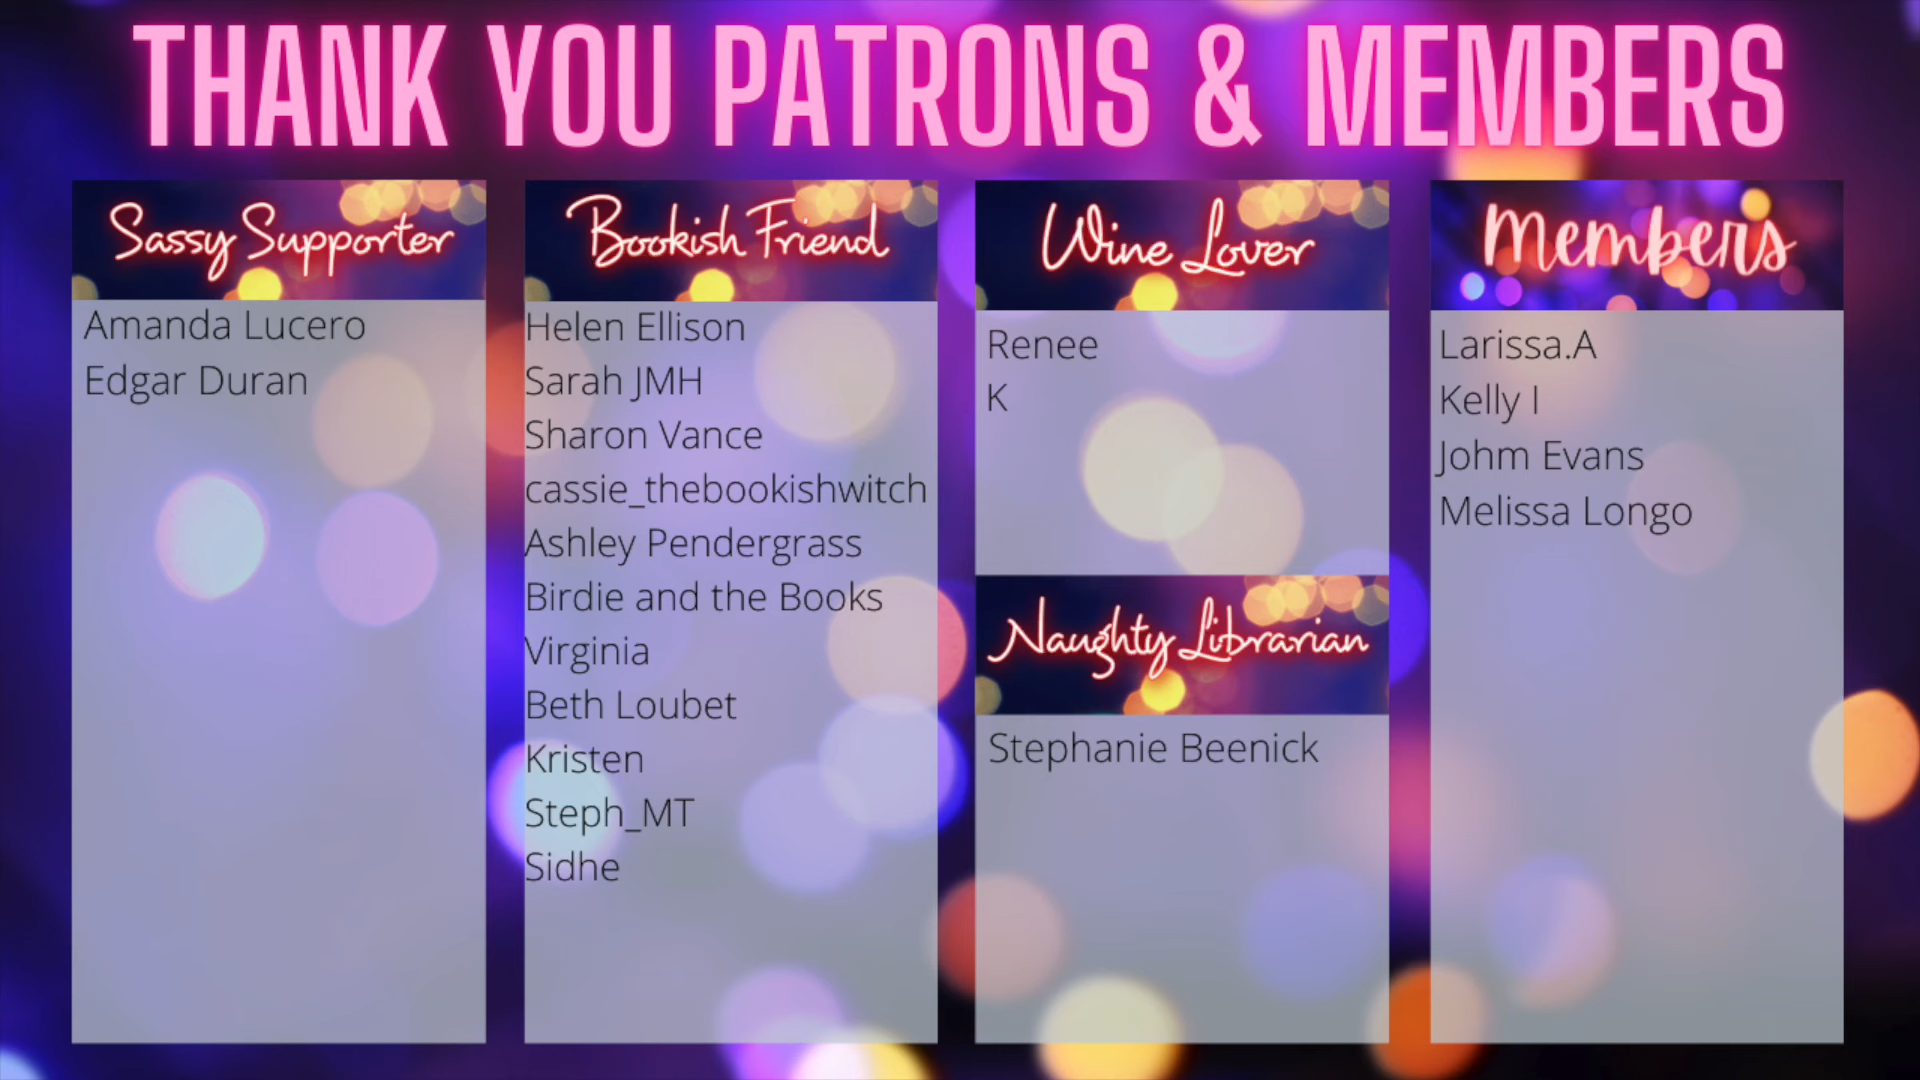 THANK YOU PATRONS & MEMBERS
Sassy Supporter
Amanda Lucero
Edgar Duran
Bookish Friend
Helen Ellison
Sarah JMH
Sharon Vance
cassie_thebookishwitch
Ashley Pendergrass
Birdie and the Books
Virginia
Beth Loubet
Kristen
Steph_MT
Sidhe
Wine Lover
Renee
K
Naughty Librarian
Stephanie Beenick
Members
Larissa.A
Kelly I
Johm Evans
Melissa Longo